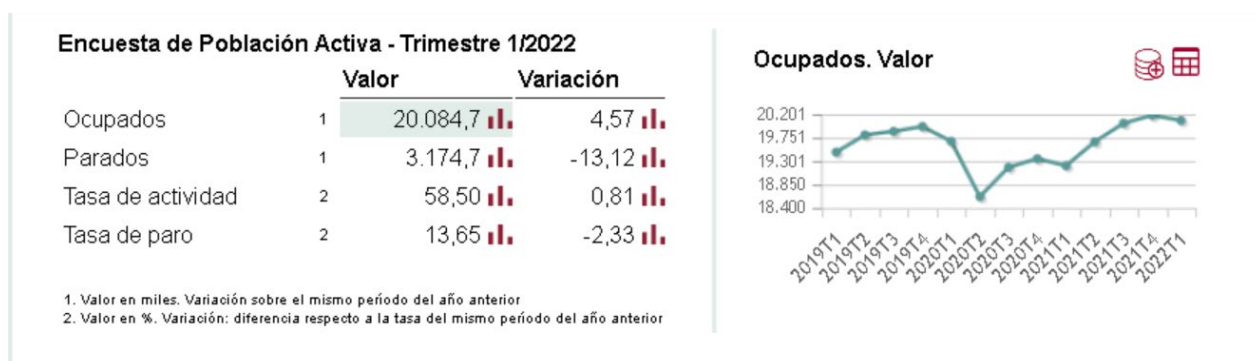 Encuesta de Población Activa - Trimestre 1/2022
Valor Variación
Ocupados 1 20.084,7 4,57
Parados 1 3.174,7 -13,12
Tasa de actividad 2 58,50 0,81
Tasa de paro 2 13,65 -2,33
1. Valor en miles. Variación sobre el mismo período del año anterior
2. Valor en %. Variación: diferencia respecto a la tasa del mismo período del año anterior
Ocupados. Valor
20.201
19.751
19.301
18.850
18.400
2019T1 2019T2 2019T3 2019T4 2020T1 2020T2 2020T3 2020T4 2021T1 2021T2 2021T3 2021T4 2022T1